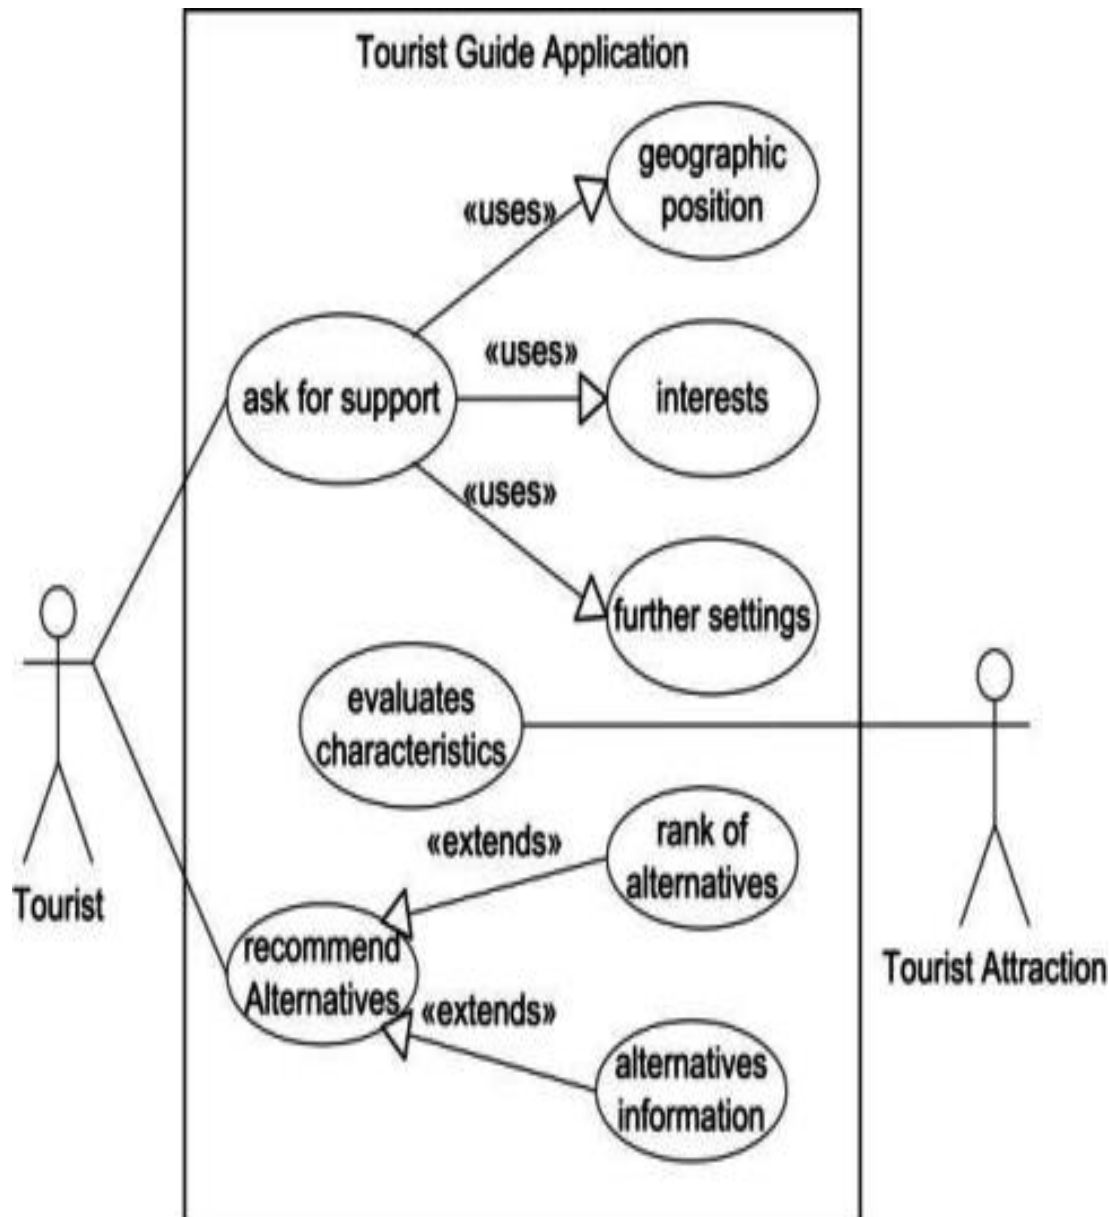 Tourist Guide Application
geographic
position
«uses»
ask for support
«uses»
interests
«uses»
further settings
evaluates
characteristics
«extends»
rank of
alternatives
Tourist
recommend
Alternatives
Tourist Attraction
«extends»
alternatives
information